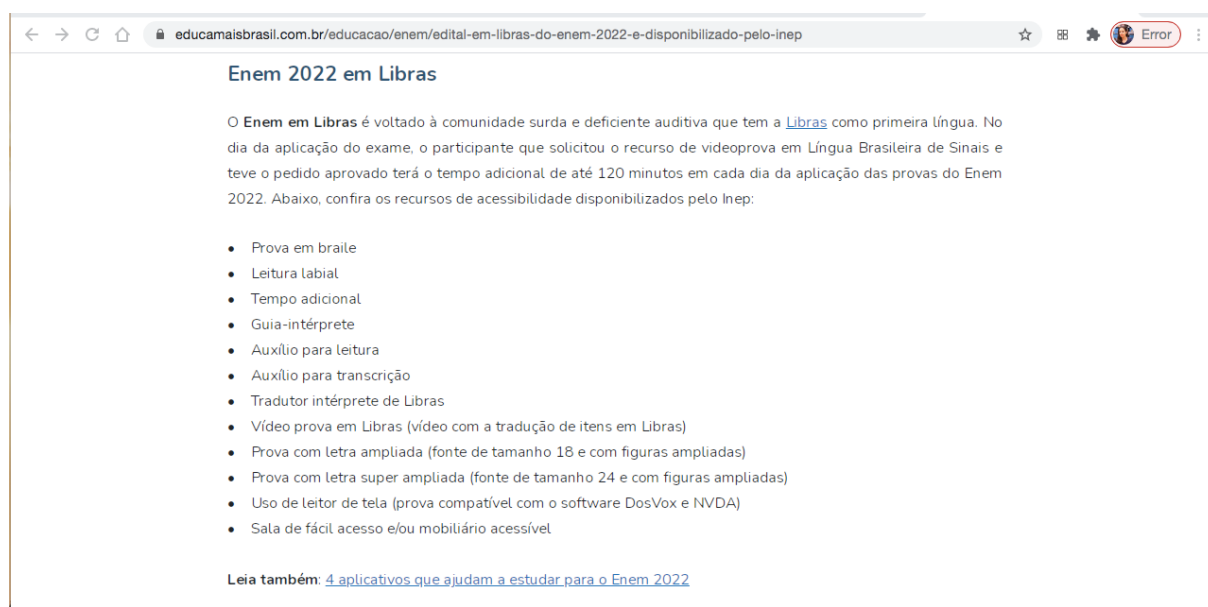 educamaisbrasil.com.br/educacao/enem/edital-em-libras-do-enem-2022-e-disponibilizado-pelo-inep
Error
Enem 2022 em Libras
O Enem em Libras é voltado à comunidade surda e deficiente auditiva que tem a Libras como primeira língua. No
dia da aplicação do exame, o participante que solicitou o recurso de videoprova em Língua Brasileira de Sinais e
teve o pedido aprovado terá o tempo adicional de até 120 minutos em cada dia da aplicação das provas do Enem
2022. Abaixo, confira os recursos de acessibilidade disponibilizados pelo Inep:
• Prova em braile
• Leitura labial
• Tempo adicional
• Guia-intérprete
• Auxílio para leitura
• Auxílio para transcrição
• Tradutor intérprete de Libras
• Vídeo prova em Libras (vídeo com a tradução de itens em Libras)
• Prova com letra ampliada (fonte de tamanho 18 e com figuras ampliadas)
• Prova com letra super ampliada (fonte de tamanho 24 e com figuras ampliadas)
• Uso de leitor de tela (prova compatível com o software DosVox e NVDA)
• Sala de fácil acesso e/ou mobiliário acessível
Leia também: 4 aplicativos que ajudam a estudar para o Enem 2022